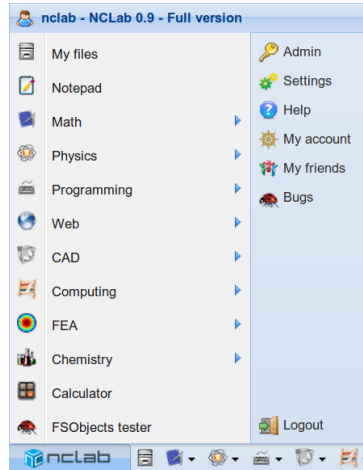 nclab - NCLab 0.9 - Full version
My files
Notepad
Math
Physics
Programming
Web
CAD
Computing
FEA
Chemistry
Calculator
FSObjects tester
Admin
Settings
Help
My account
My friends
Bugs
Logout
nclab